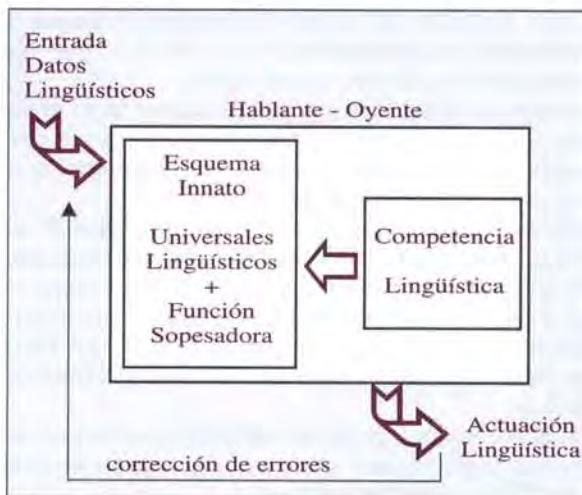 Entrada
Datos
Lingüísticos
Hablante - Oyente
Esquema
Innato
Universales
Lingüísticos
+
Función
Sopesadora
Competencia
Lingüística
Actuación
Lingüística
corrección de errores